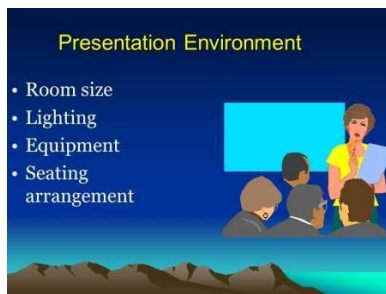 Presentation Environment
• Room size
• Lighting
• Equipment
• Seating
arrangement